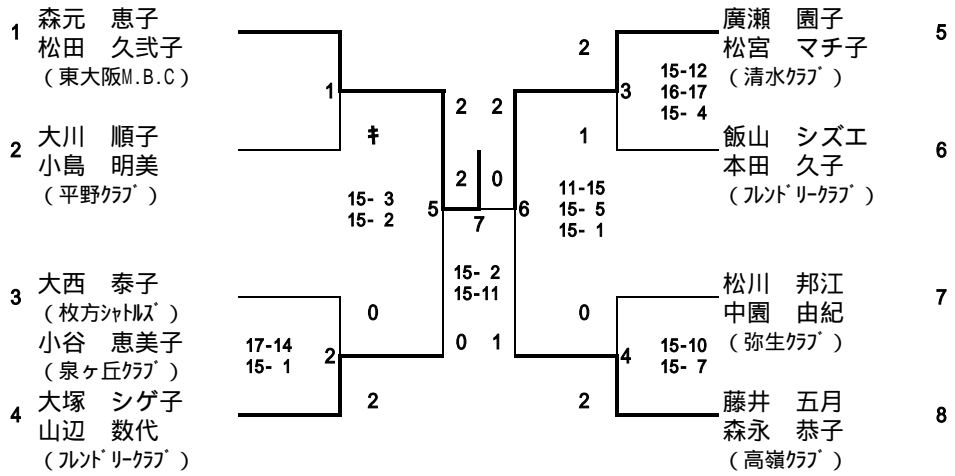 1 森元 恵子
松田 久弐子
（東大阪M.B.C）
2 大川 順子
小島 明美
（平野ｸﾗﾌﾞ）
3 大西 泰子
（枚方ｼｬﾄﾙｽﾞ）
小谷 恵美子
（泉ヶ丘ｸﾗﾌﾞ）
4 大塚 シゲ子
山辺 数代
（ﾌﾚﾝﾄﾞﾘｰｸﾗﾌﾞ）
1
キ
15- 3
15- 2
5
0
17-14
15- 1
2
2
2 2
2 0
7
15- 2
15-11
0 1
2
3
15-12
16-17
15- 4
1
11-15
15- 5
15- 1
6
0
4
15-10
15- 7
2
廣瀬 園子 5
松宮 マチ子
（清水ｸﾗﾌﾞ）
飯山 シズエ 6
本田 久子
（ﾌﾚﾝﾄﾞﾘｰｸﾗﾌﾞ）
松川 邦江 7
中園 由紀
（弥生ｸﾗﾌﾞ）
藤井 五月 8
森永 恭子
（高嶺ｸﾗﾌﾞ）